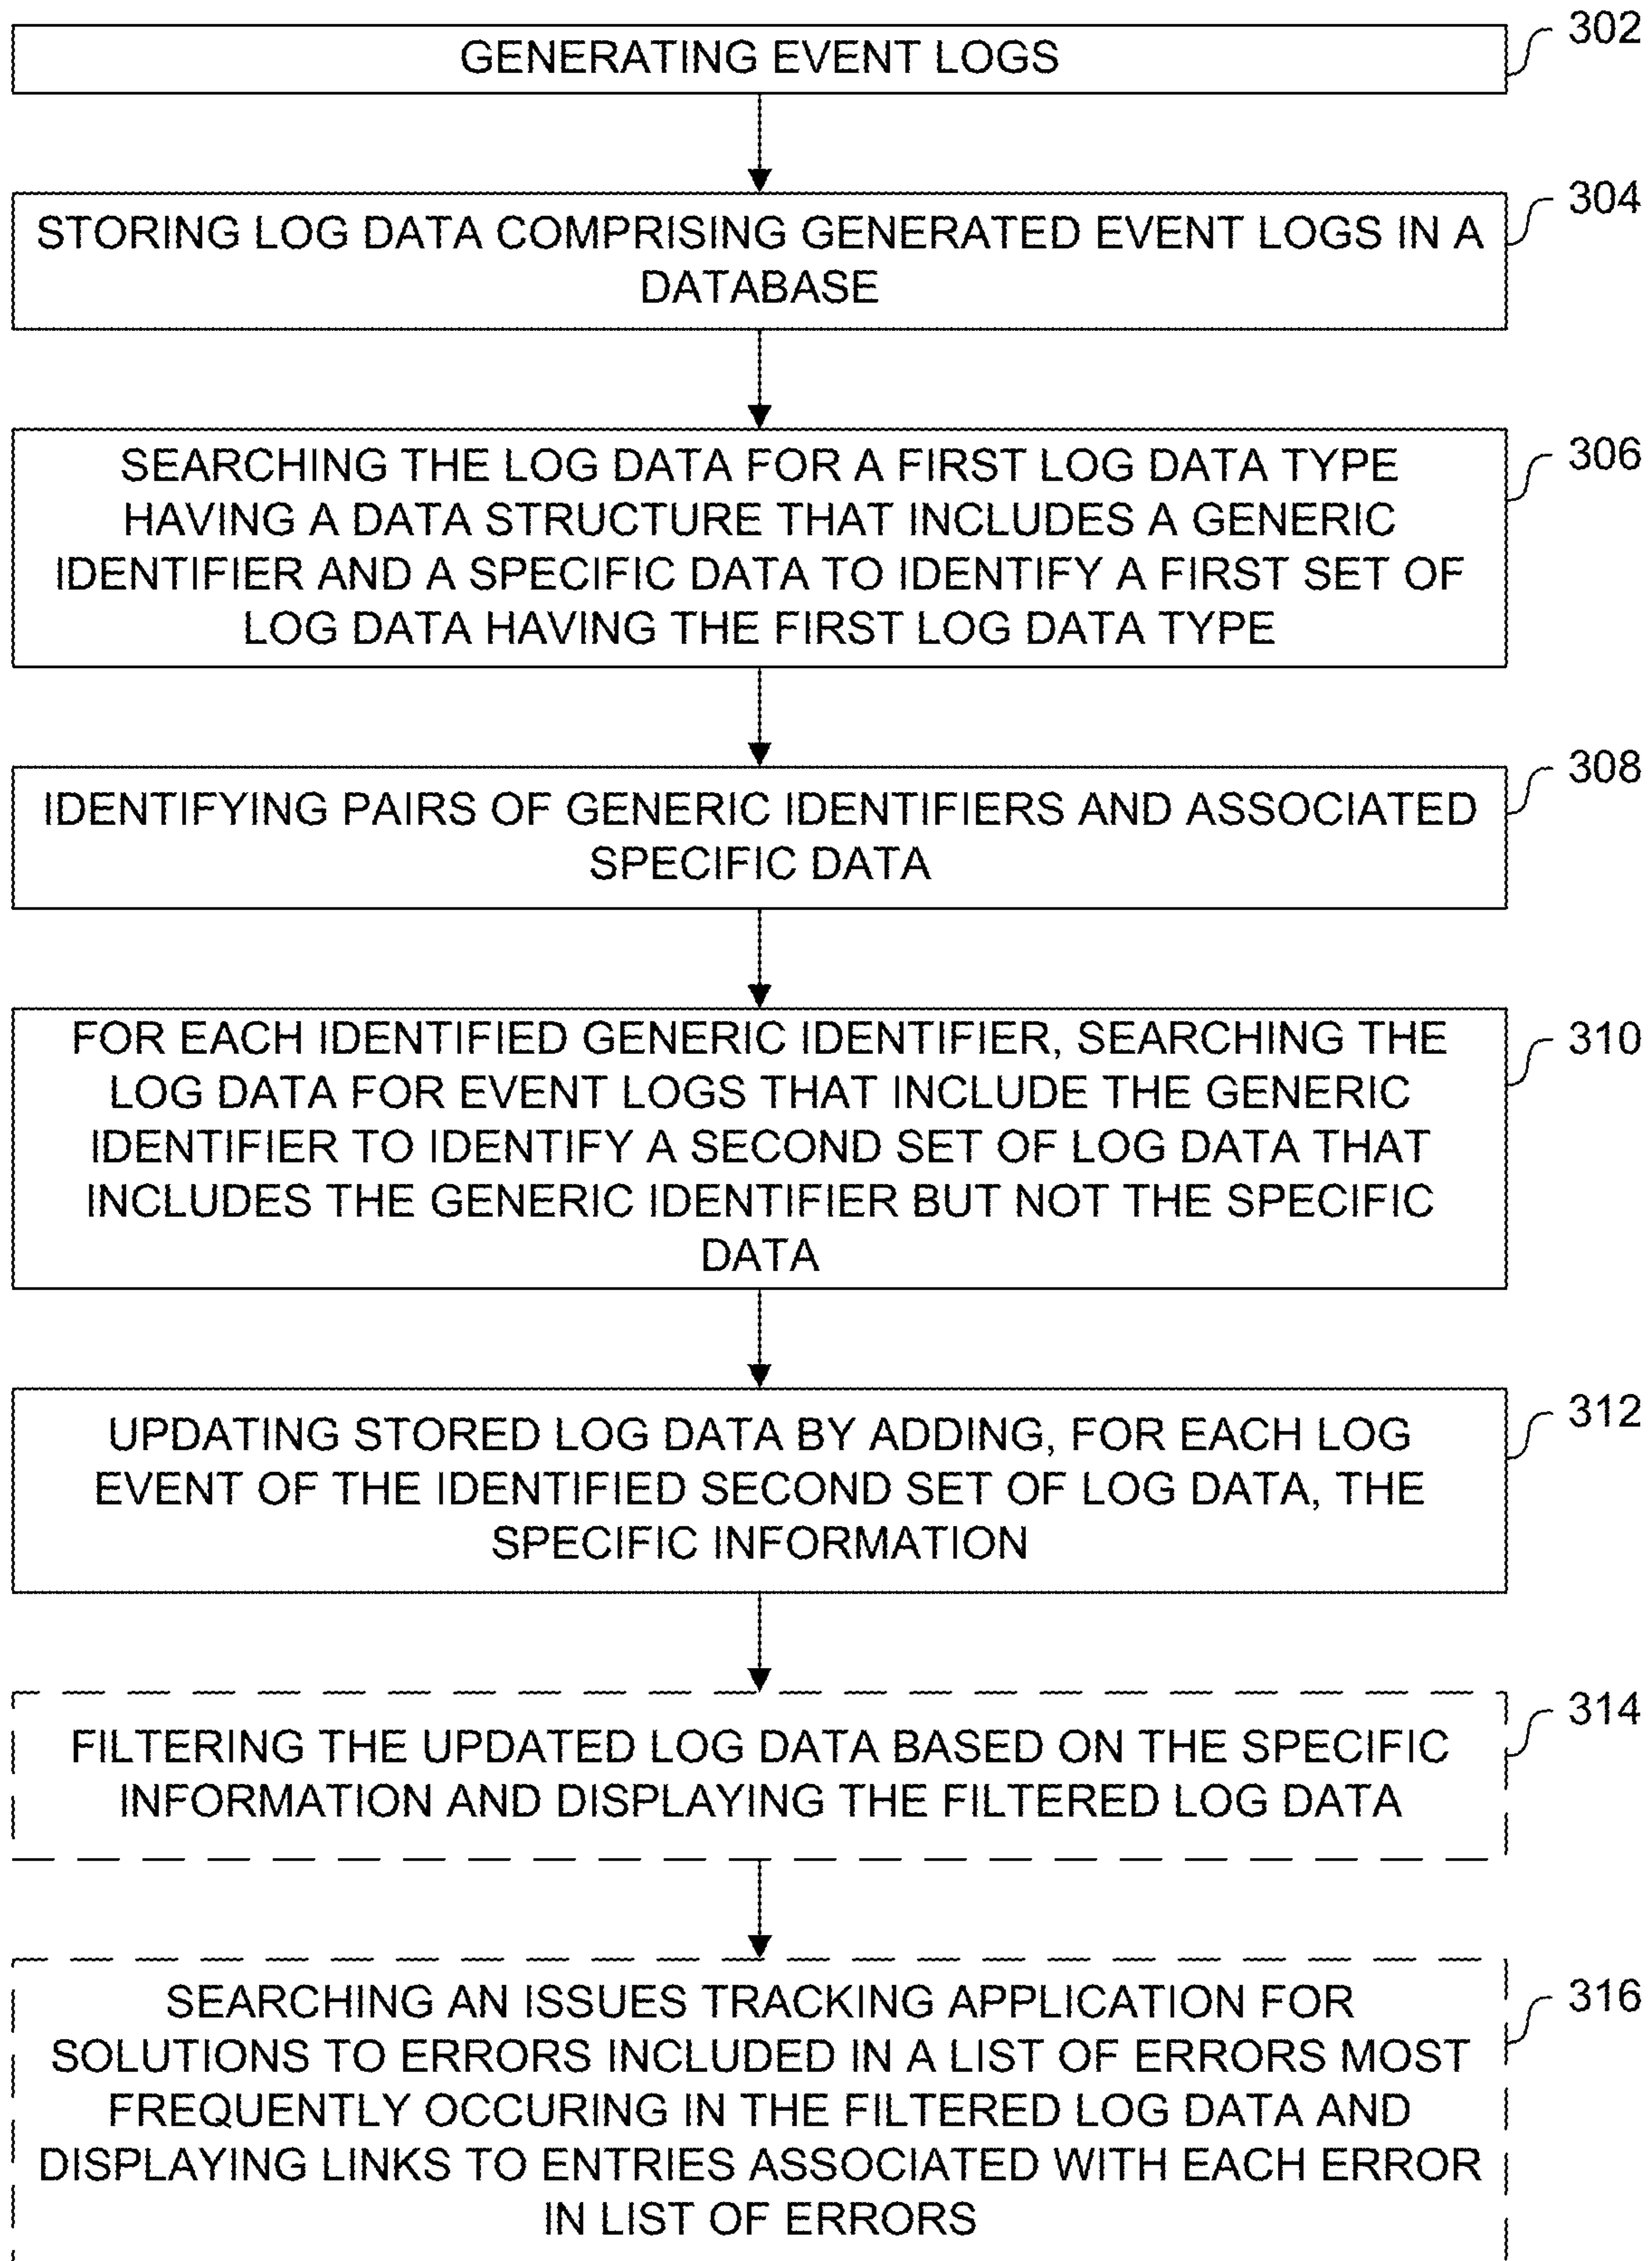 GENERATING EVENT LOGS
302
STORING LOG DATA COMPRISING GENERATED EVENT LOGS IN A
DATABASE
304
SEARCHING THE LOG DATA FOR A FIRST LOG DATA TYPE
HAVING A DATA STRUCTURE THAT INCLUDES A GENERIC
IDENTIFIER AND A SPECIFIC DATA TO IDENTIFY A FIRST SET OF
LOG DATA HAVING THE FIRST LOG DATA TYPE
306
IDENTIFYING PAIRS OF GENERIC IDENTIFIERS AND ASSOCIATED
SPECIFIC DATA
308
FOR EACH IDENTIFIED GENERIC IDENTIFIER, SEARCHING THE
LOG DATA FOR EVENT LOGS THAT INCLUDE THE GENERIC
IDENTIFIER TO IDENTIFY A SECOND SET OF LOG DATA THAT
INCLUDES THE GENERIC IDENTIFIER BUT NOT THE SPECIFIC
DATA
310
UPDATING STORED LOG DATA BY ADDING, FOR EACH LOG
EVENT OF THE IDENTIFIED SECOND SET OF LOG DATA, THE
SPECIFIC INFORMATION
312
FILTERING THE UPDATED LOG DATA BASED ON THE SPECIFIC
INFORMATION AND DISPLAYING THE FILTERED LOG DATA
314
SEARCHING AN ISSUES TRACKING APPLICATION FOR
SOLUTIONS TO ERRORS INCLUDED IN A LIST OF ERRORS MOST
FREQUENTLY OCCURING IN THE FILTERED LOG DATA AND
DISPLAYING LINKS TO ENTRIES ASSOCIATED WITH EACH ERROR
IN LIST OF ERRORS
316